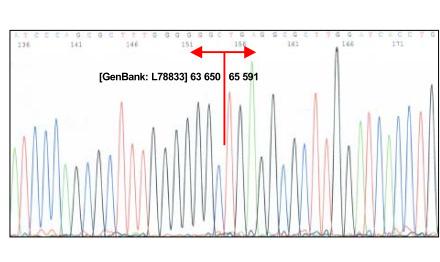 A T C C C A G C G C T T T G G G G G G C T G A G G C G C T T G G A T C A C C T G
136 141 146 151 156 161 166 171
[GenBank: L78833] 63 650 65 591